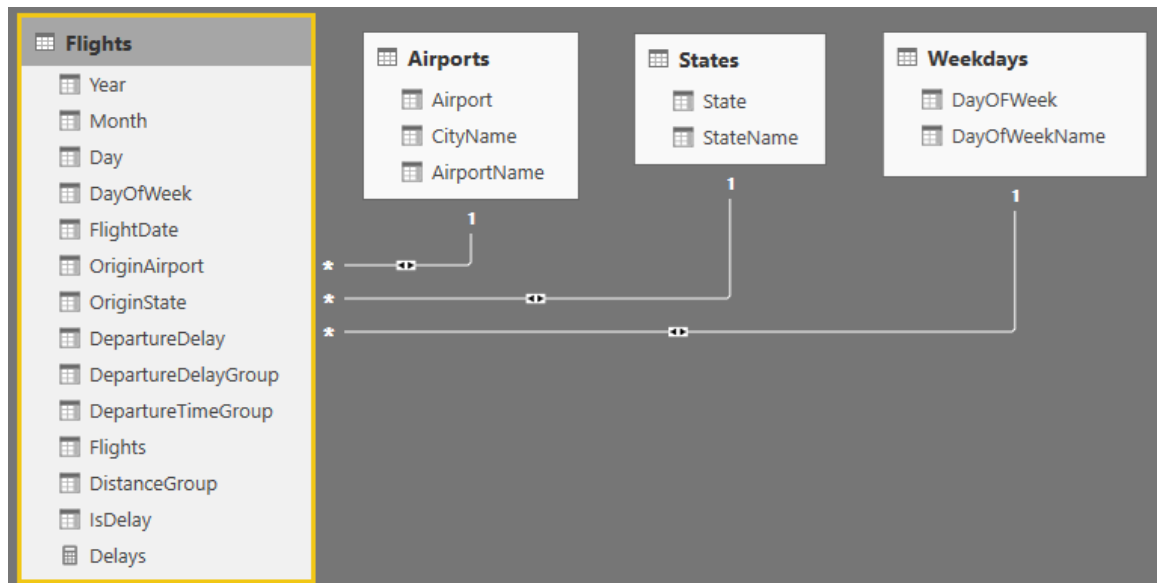 Flights
Year
Month
Day
DayOfWeek
FlightDate
OriginAirport
OriginState
DepartureDelay
DepartureDelayGroup
DepartureTimeGroup
Flights
DistanceGroup
IsDelay
Delays
Airports
Airport
CityName
AirportName
1
*
States
State
StateName
1
*
Weekdays
DayOFWeek
DayOfWeekName
1
*